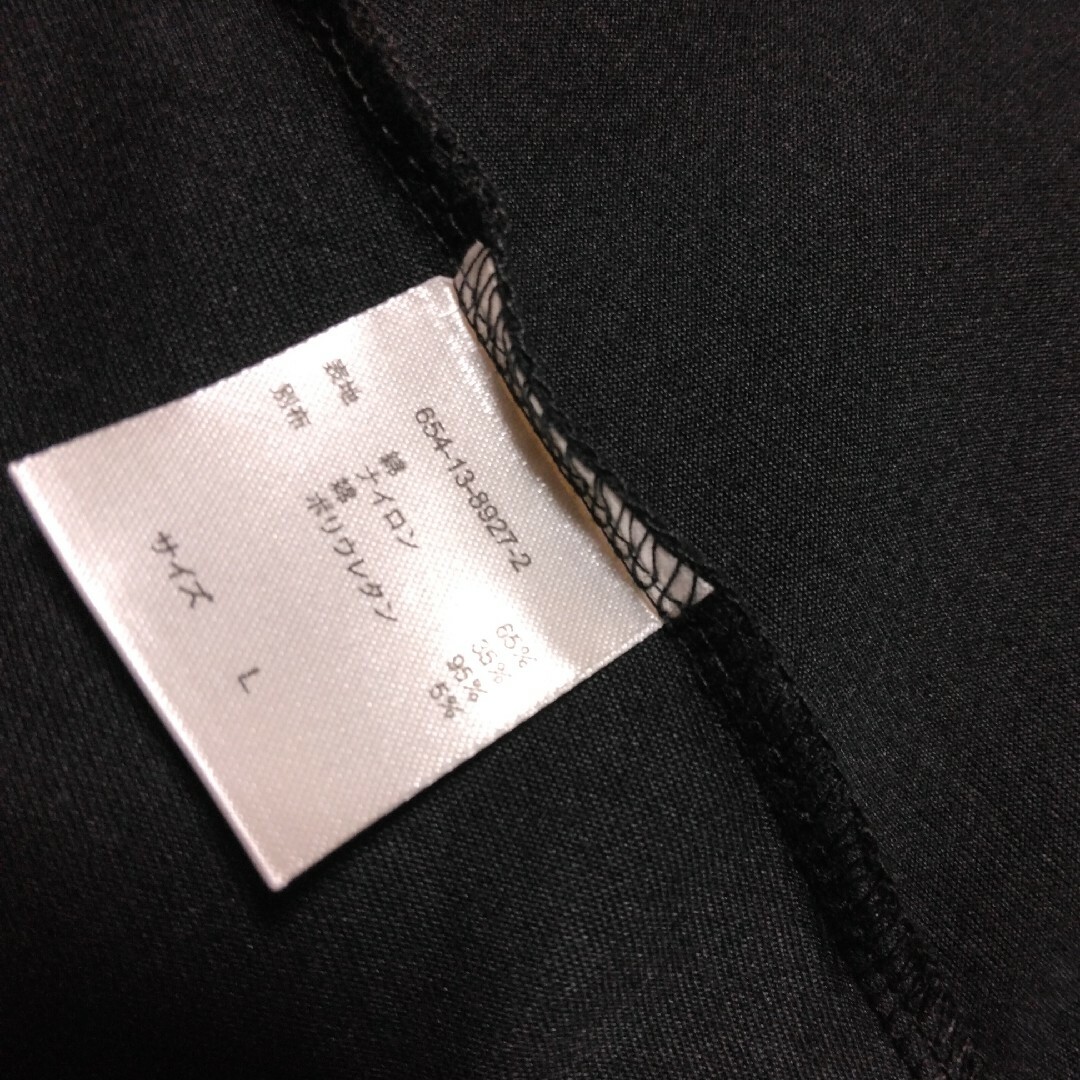 654-13-8927-2
表地 綿 65%
ナイロン 35%
別布 綿 95%
ポリウレタン 5%
サイズ L